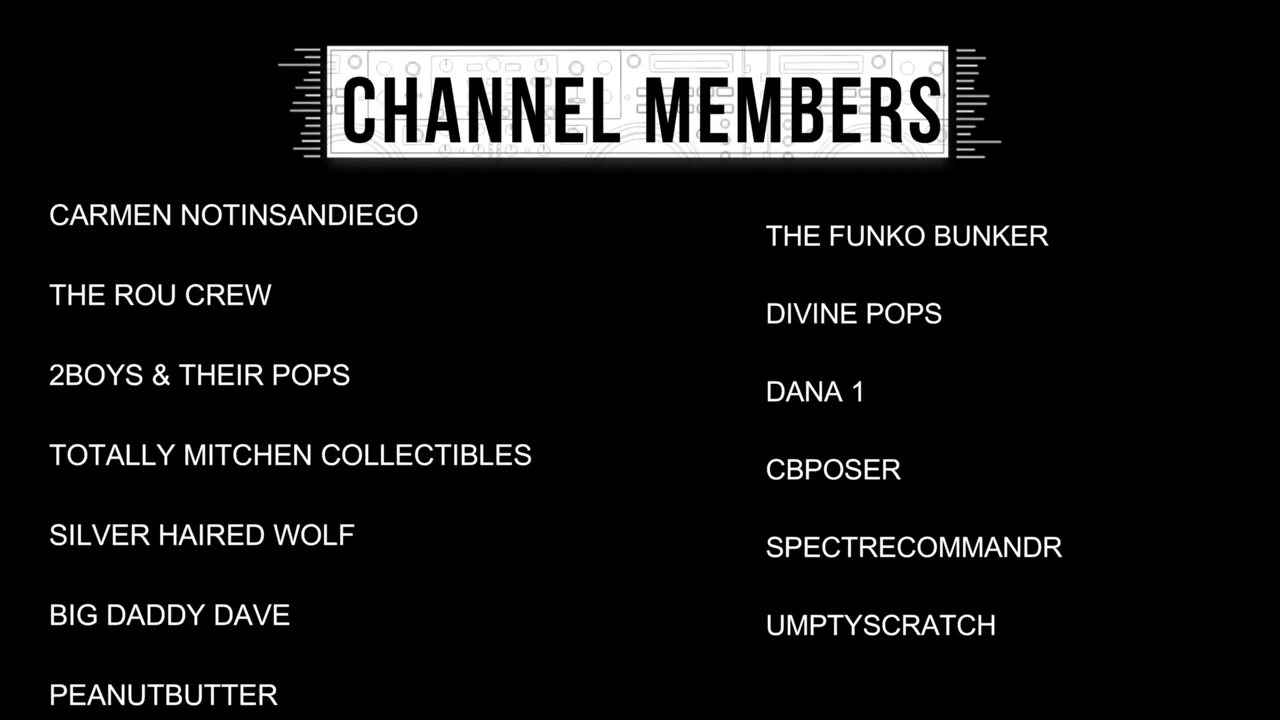 CHANNEL MEMBERS
CARMEN NOTINSANDIEGO
THE ROU CREW
2BOYS & THEIR POPS
TOTALLY MITCHEN COLLECTIBLES
SILVER HAIRED WOLF
BIG DADDY DAVE
PEANUTBUTTER
THE FUNKO BUNKER
DIVINE POPS
DANA 1
CBPOSER
SPECTRECOMMANDR
UMPTYSCRATCH